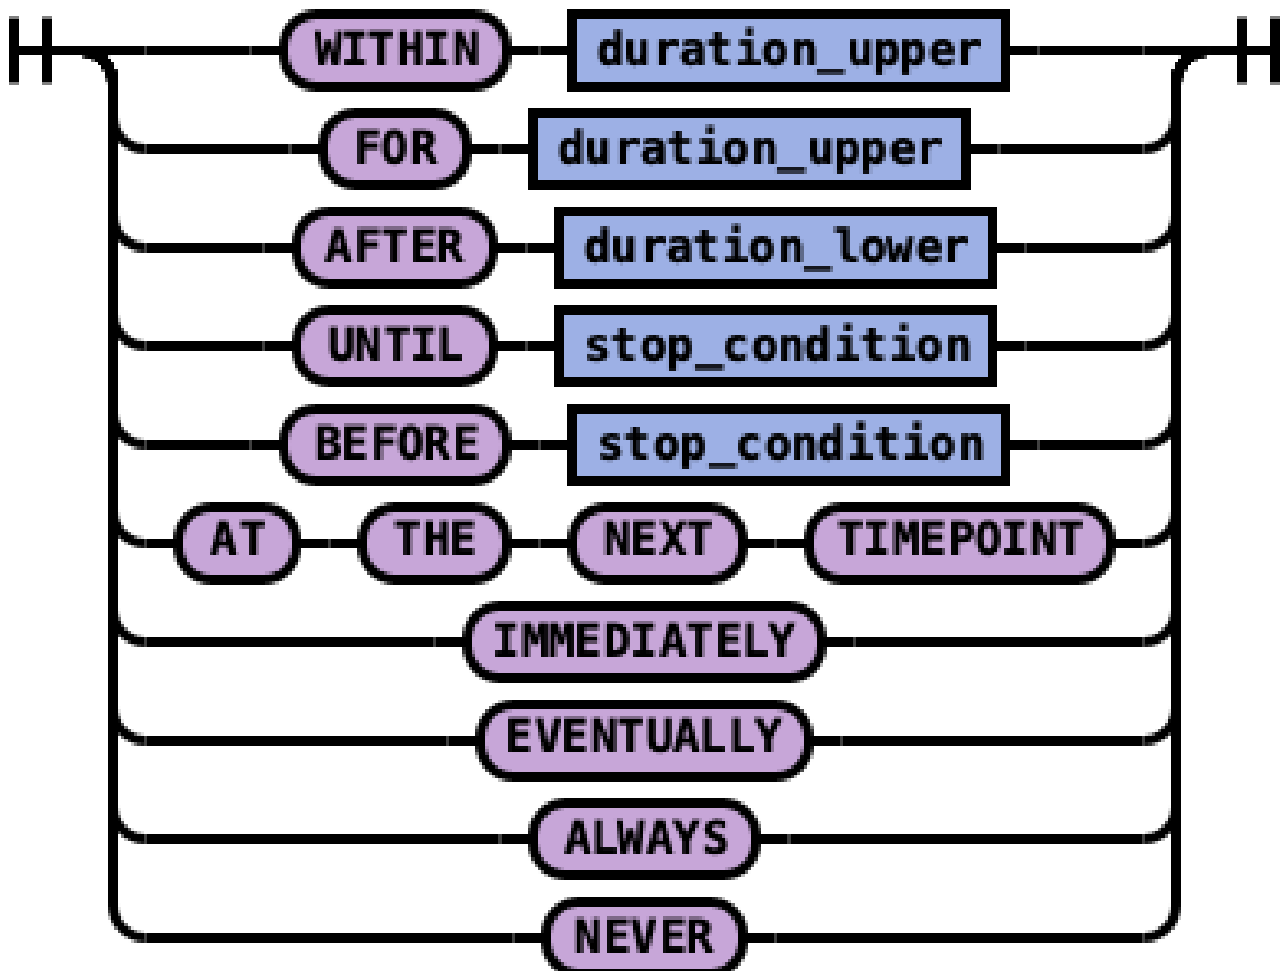 WITHIN duration_upper
FOR duration_upper
AFTER duration_lower
UNTIL stop_condition
BEFORE stop_condition
AT THE NEXT TIMEPOINT
IMMEDIATELY
EVENTUALLY
ALWAYS
NEVER